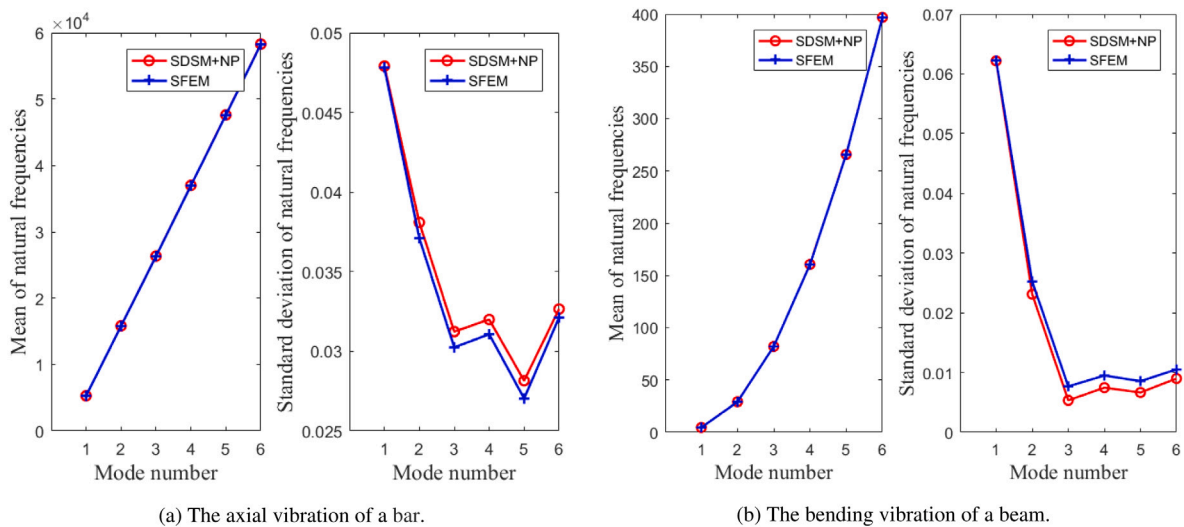 ×10⁴
6
5
4
3
2
1
0
Mean of natural frequencies
SDSM+NP
SFEM
1 2 3 4 5 6
Mode number
0.05
0.045
0.04
0.035
0.03
0.025
Standard deviation of natural frequencies
SDSM+NP
SFEM
1 2 3 4 5 6
Mode number
(a) The axial vibration of a bar.
400
350
300
250
200
150
100
50
0
Mean of natural frequencies
SDSM+NP
SFEM
1 2 3 4 5 6
Mode number
0.07
0.06
0.05
0.04
0.03
0.02
0.01
0
Standard deviation of natural frequencies
SDSM+NP
SFEM
1 2 3 4 5 6
Mode number
(b) The bending vibration of a beam.